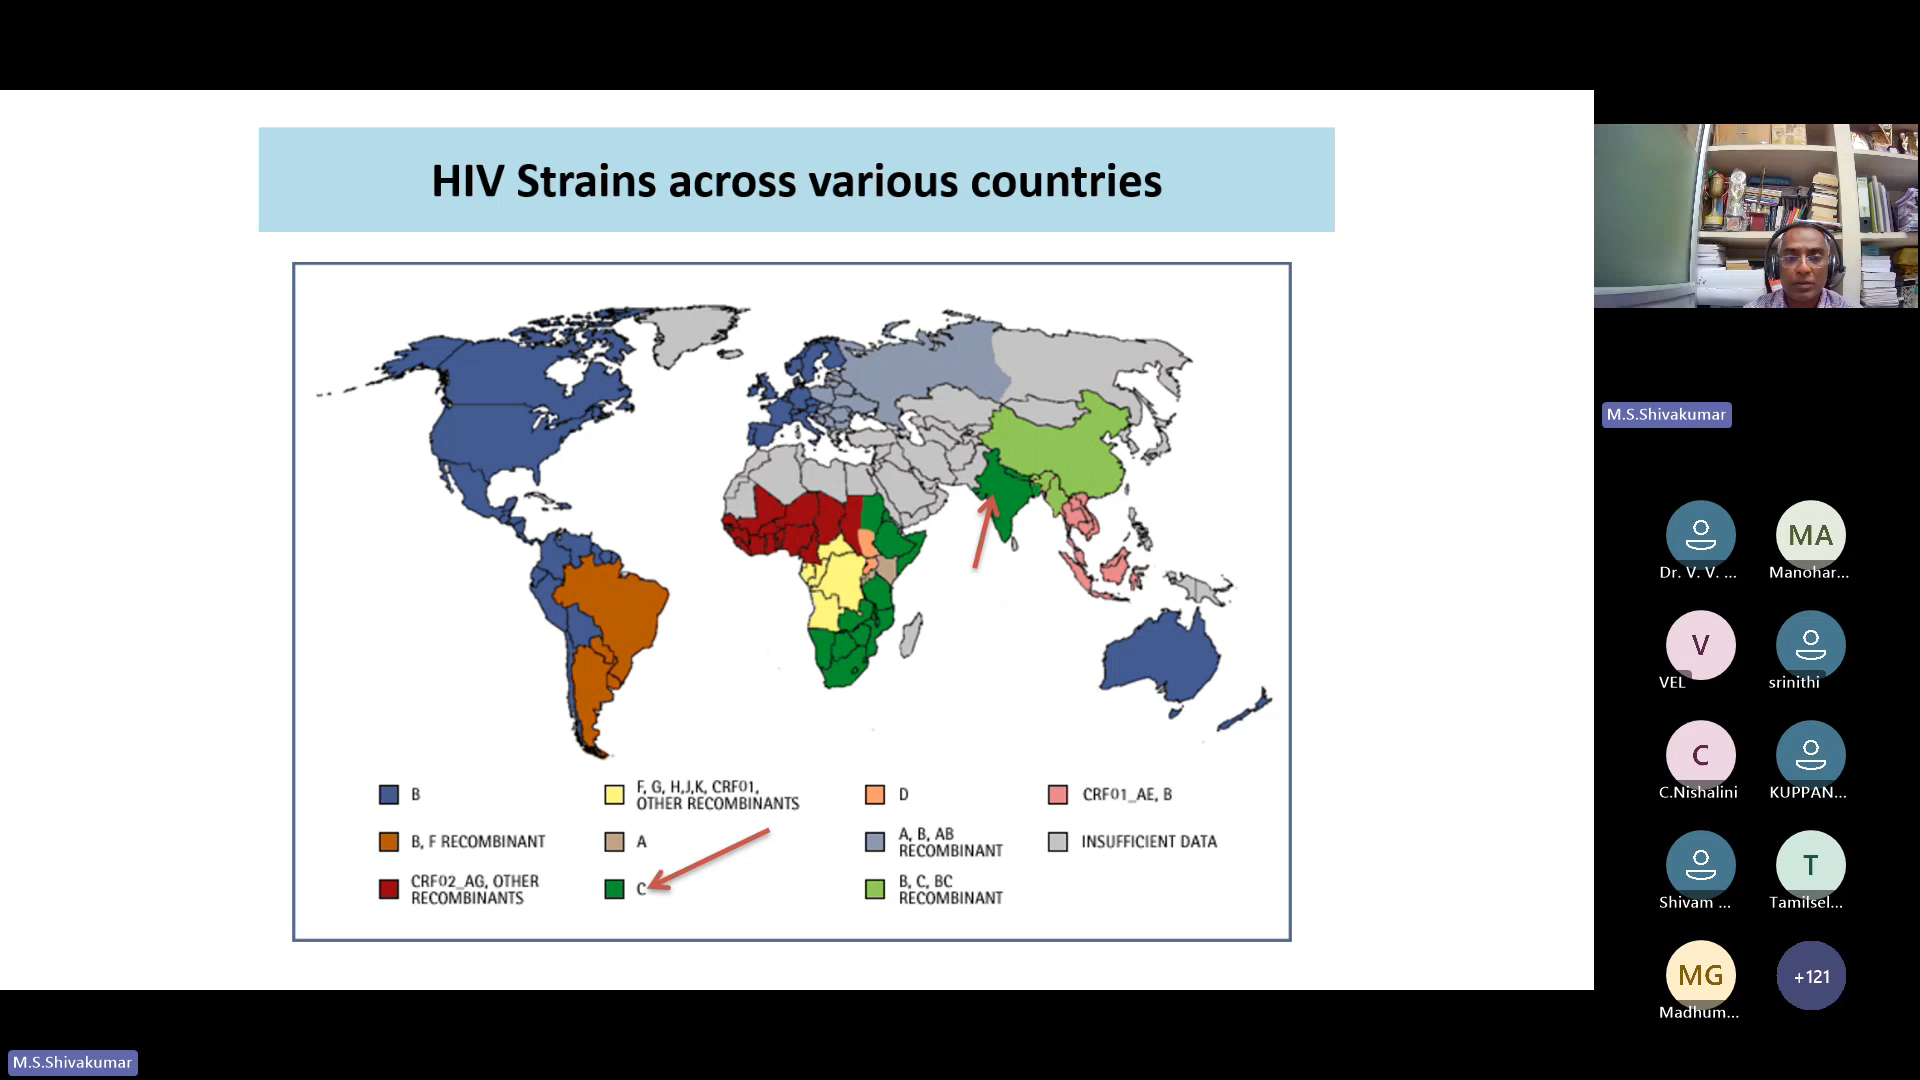 HIV Strains across various countries
B
F, G, H,J,K, CRF01,
OTHER RECOMBINANTS
D
CRF01_AE, B
B, F RECOMBINANT
A
A, B, AB
RECOMBINANT
INSUFFICIENT DATA
CRF02_AG, OTHER
RECOMBINANTS
C
B, C, BC
RECOMBINANT
M.S.Shivakumar
MA
Dr. V. V. ...
Manohar...
V
VEL
srinithi
C
C.Nishalini
KUPPAN...
T
Shivam ...
Tamilsel...
MG
+121
Madhum...
M.S.Shivakumar